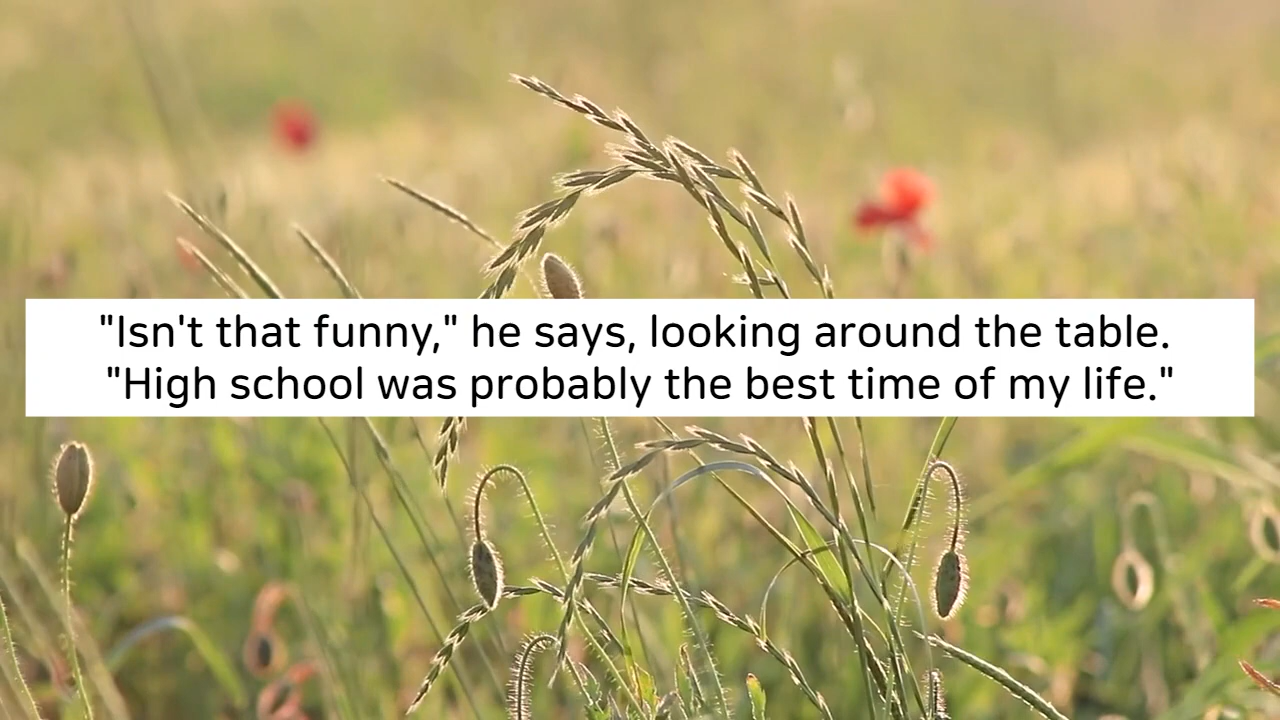 "Isn't that funny," he says, looking around the table.
"High school was probably the best time of my life."